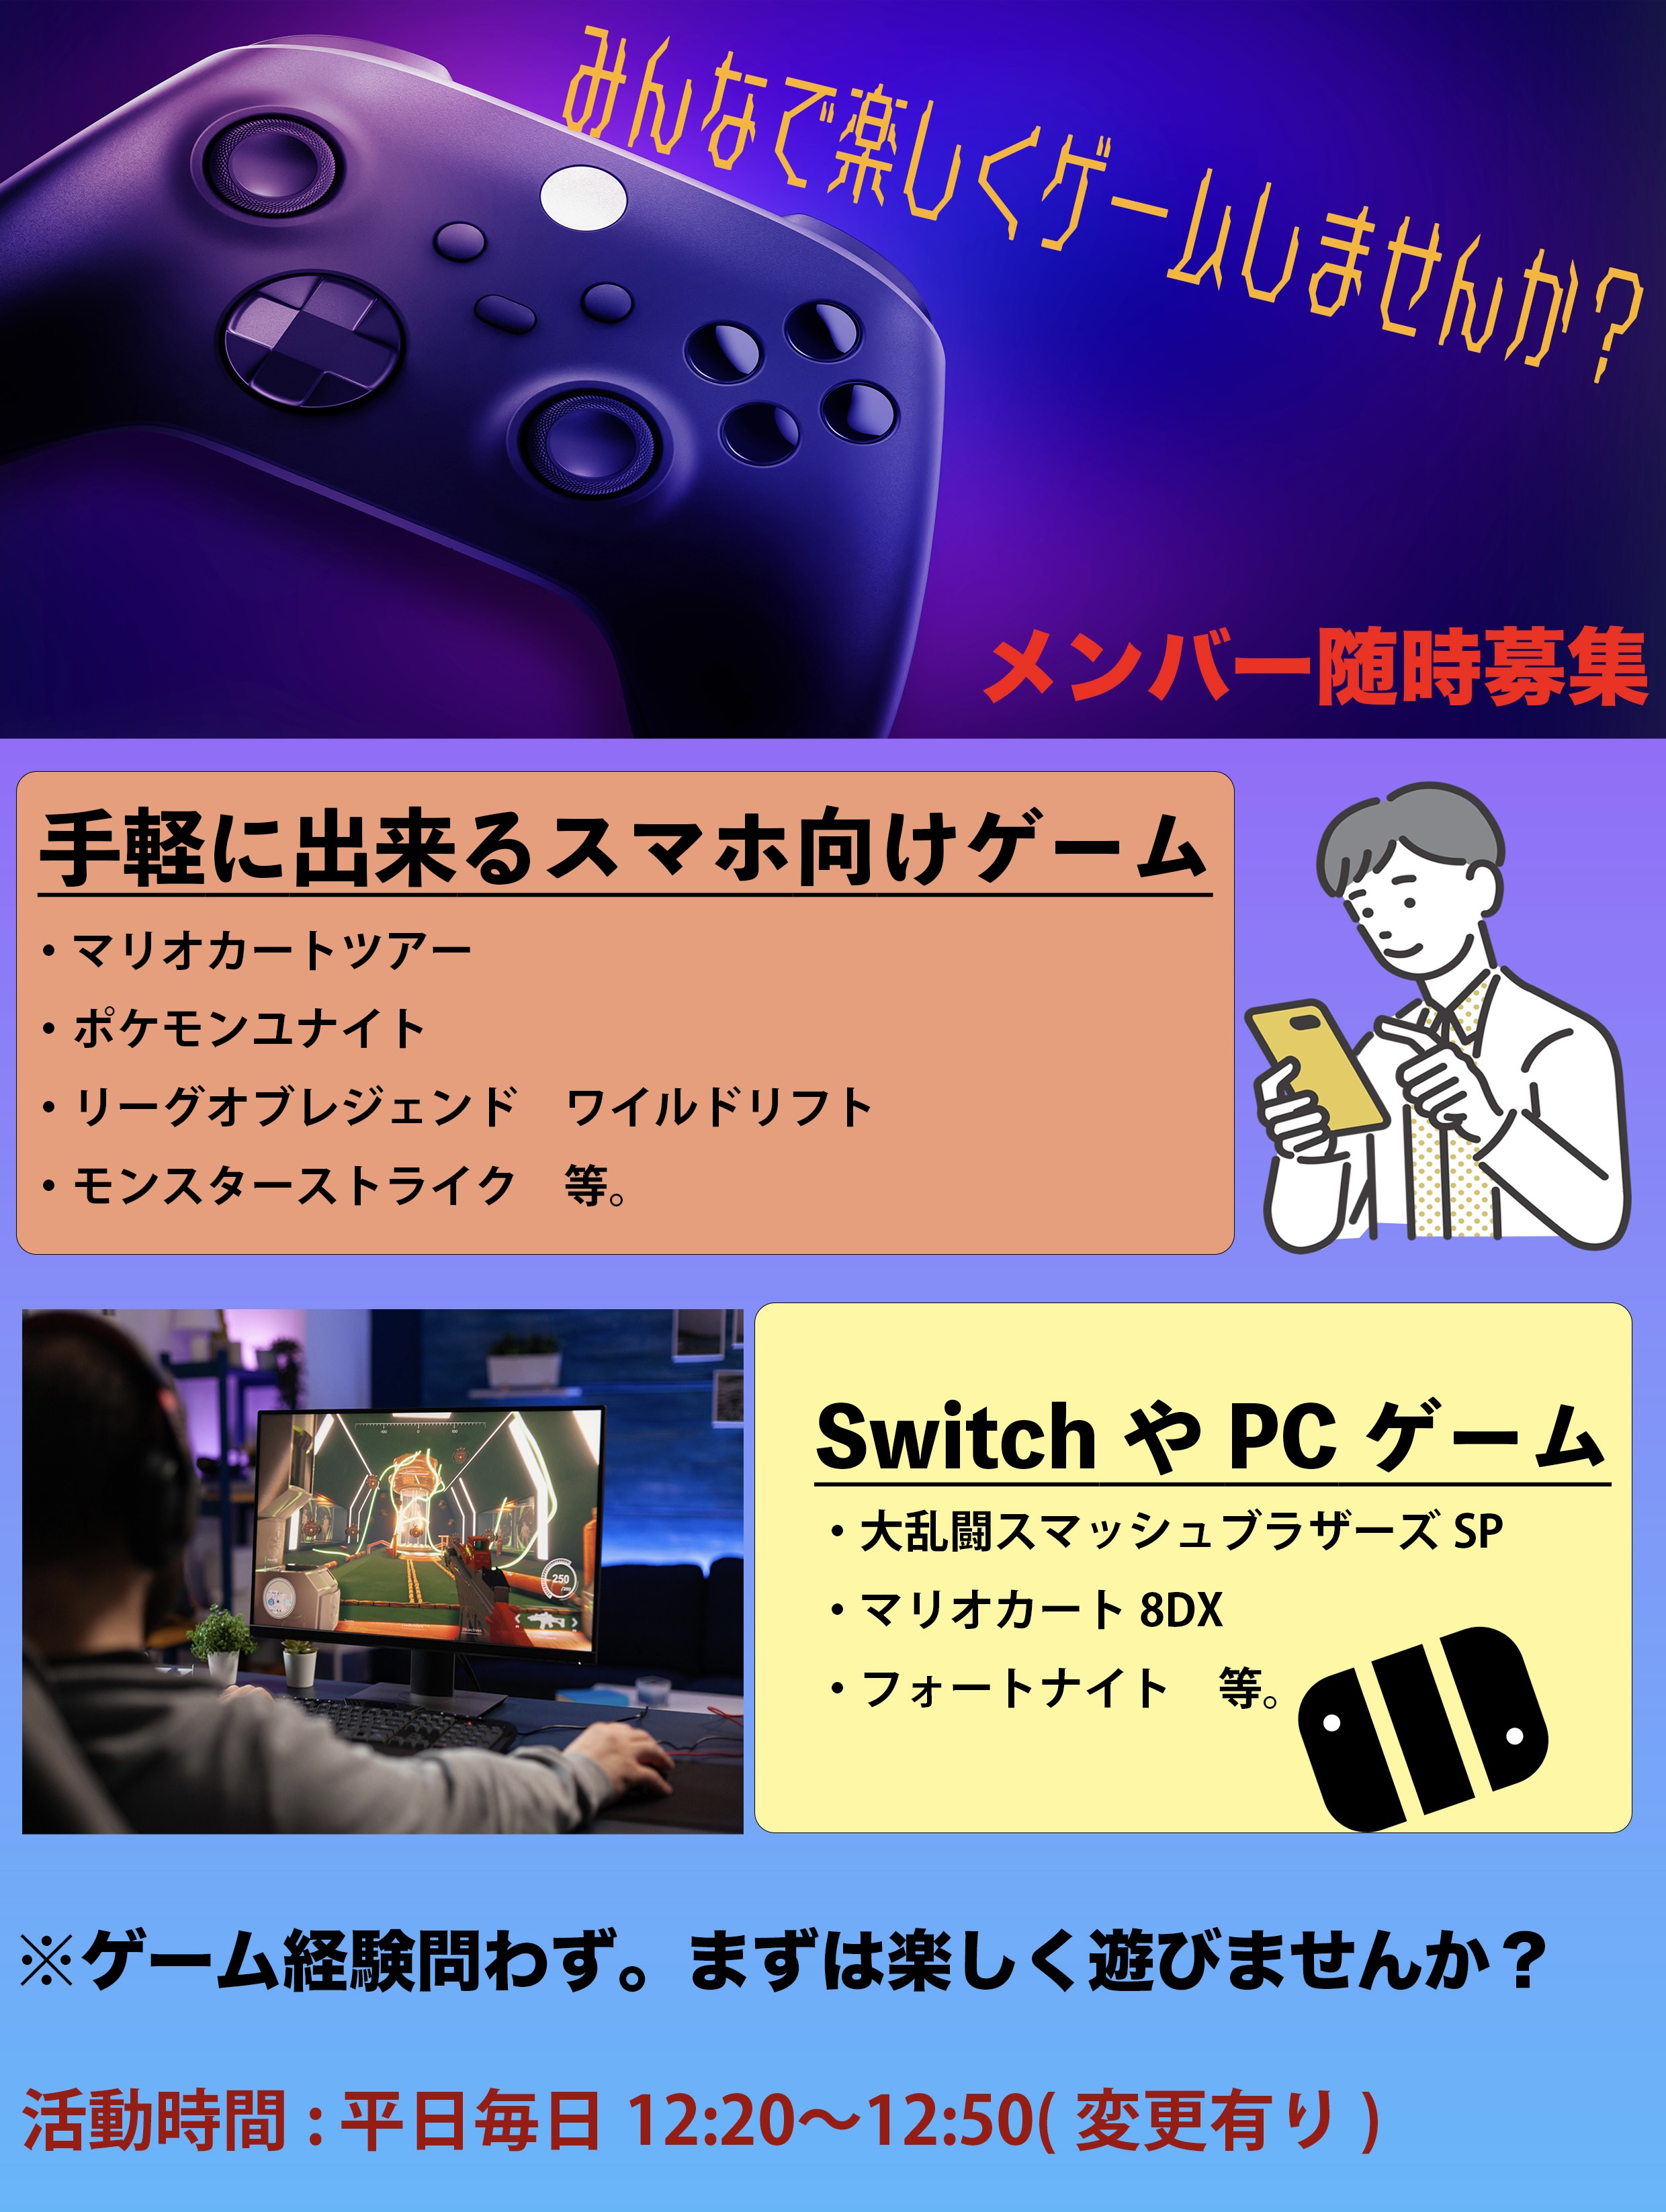 みんなで楽しくゲームしませんか？
メンバー随時募集
手軽に出来るスマホ向けゲーム
・マリオカートツアー
・ポケモンユナイト
・リーグオブレジェンド　ワイルドリフト
・モンスターストライク　等。
Switch や PC ゲーム
・大乱闘スマッシュブラザーズ SP
・マリオカート 8DX
・フォートナイト　等。
250
※ゲーム経験問わず。まずは楽しく遊びませんか？
活動時間 : 平日毎日 12:20〜12:50( 変更有り )